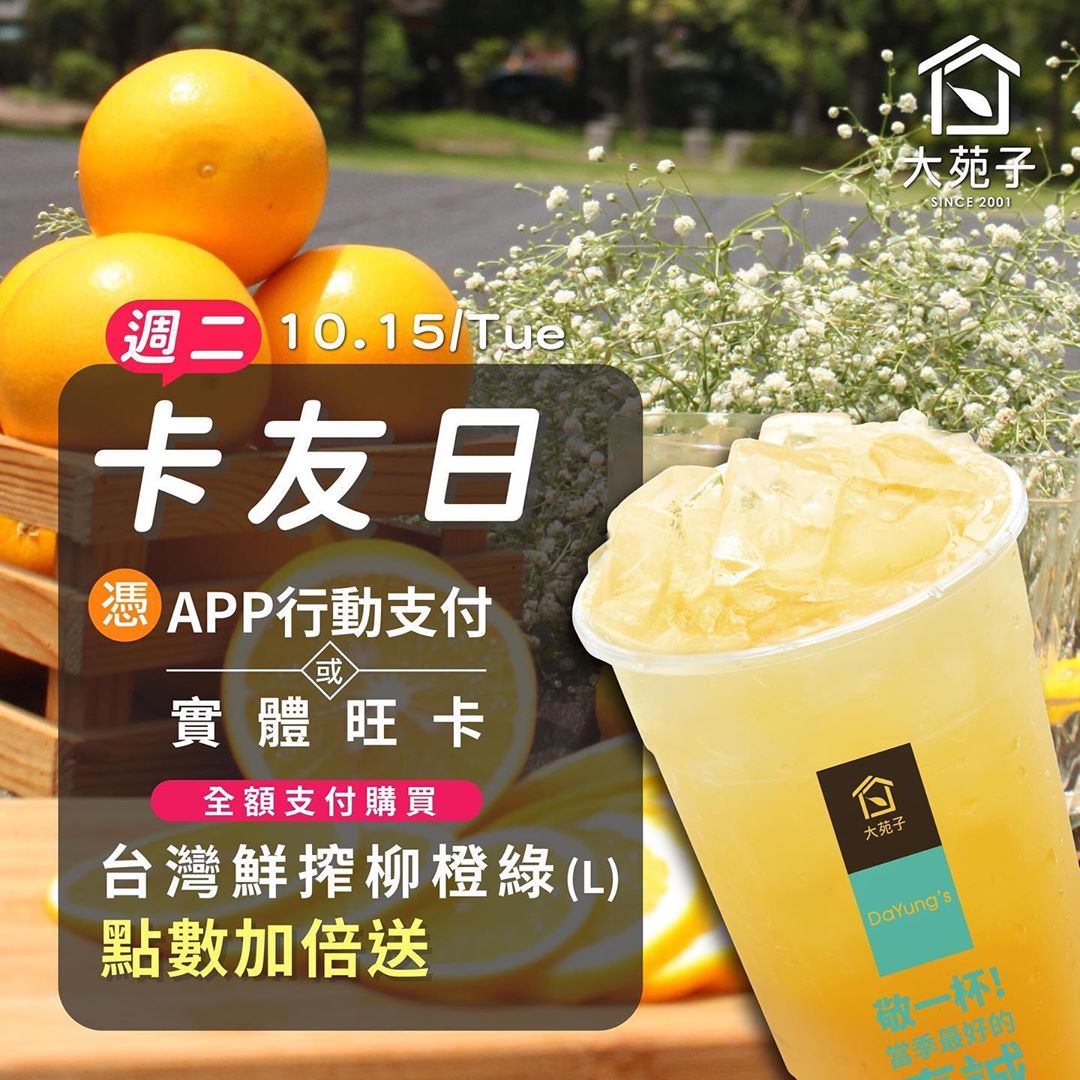 大苑子
SINCE 2001
週二 10.15/Tue
卡友日
憑 APP行動支付
或
實體旺卡
全額支付購買
台灣鮮搾柳橙綠(L)
點數加倍送
大苑子
DaYung's
敬一杯!
當季最好的
真誠